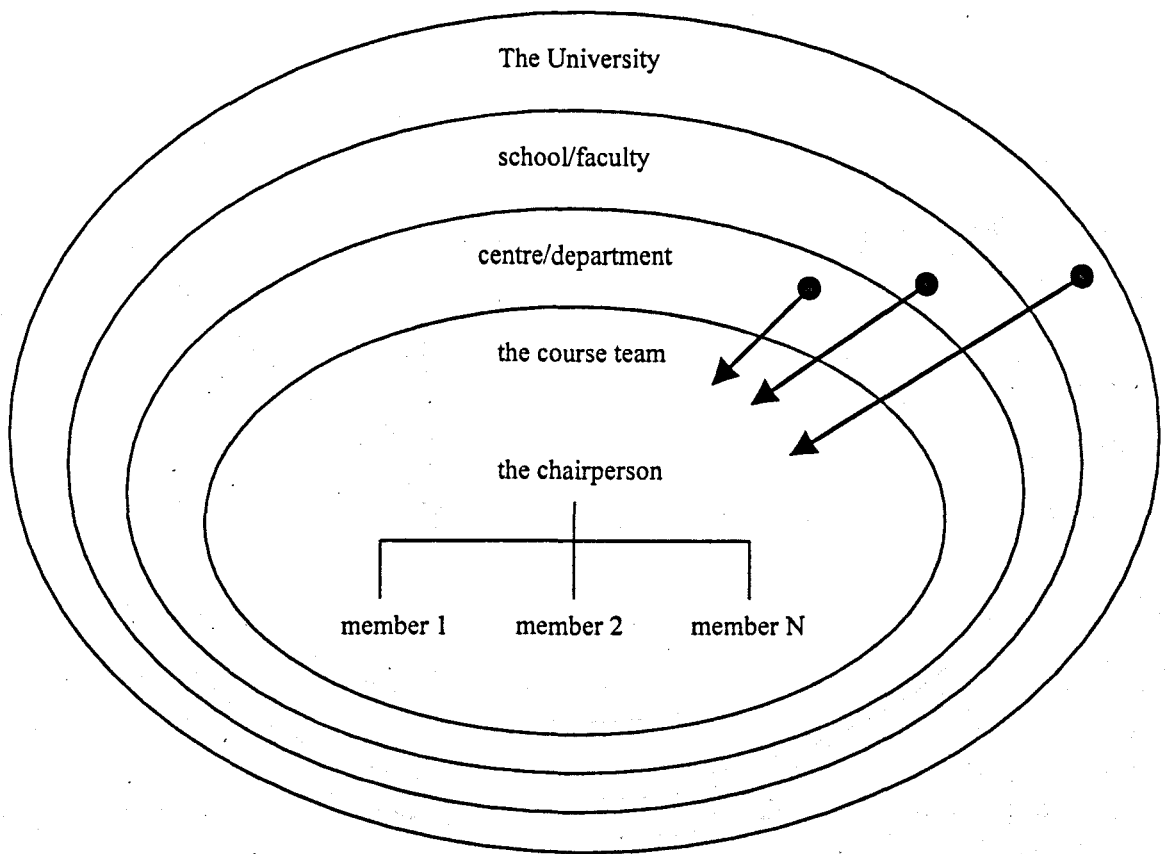 The University
school/faculty
centre/department
the course team
the chairperson
member 1 member 2 member N